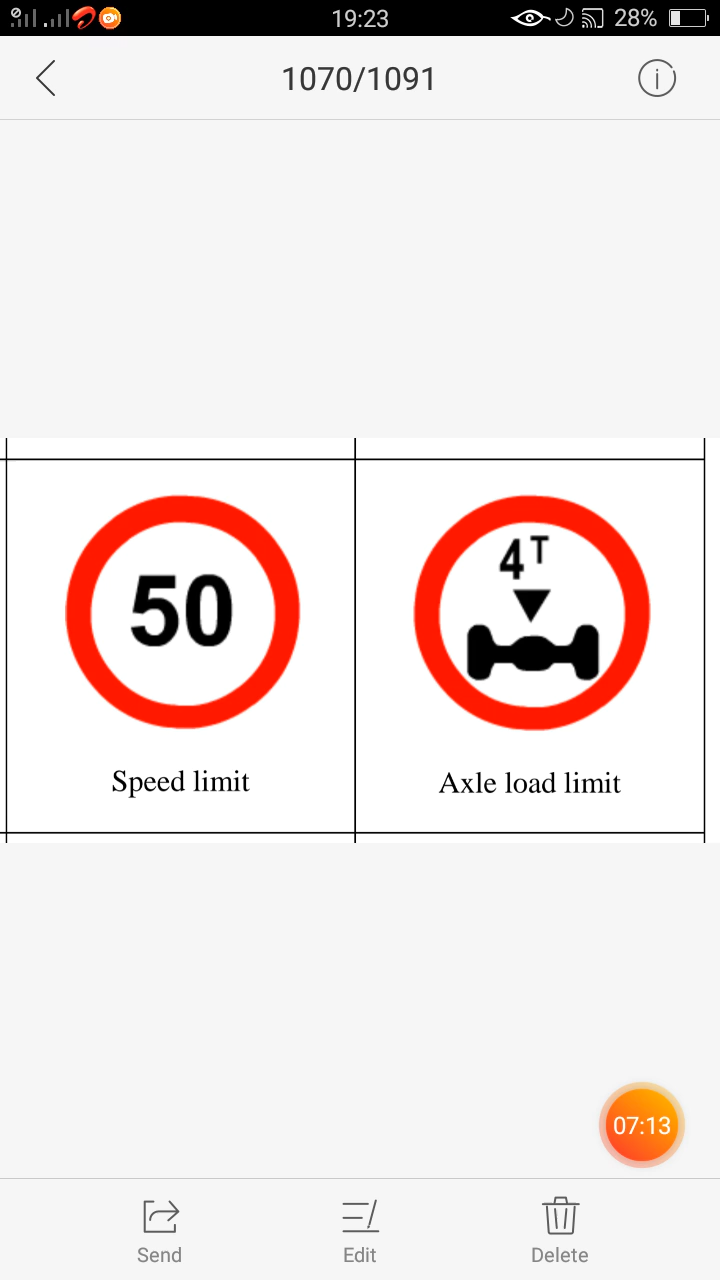 19:23
28%
1070/1091
50
4T
Speed limit
Axle load limit
07:13
Send
Edit
Delete